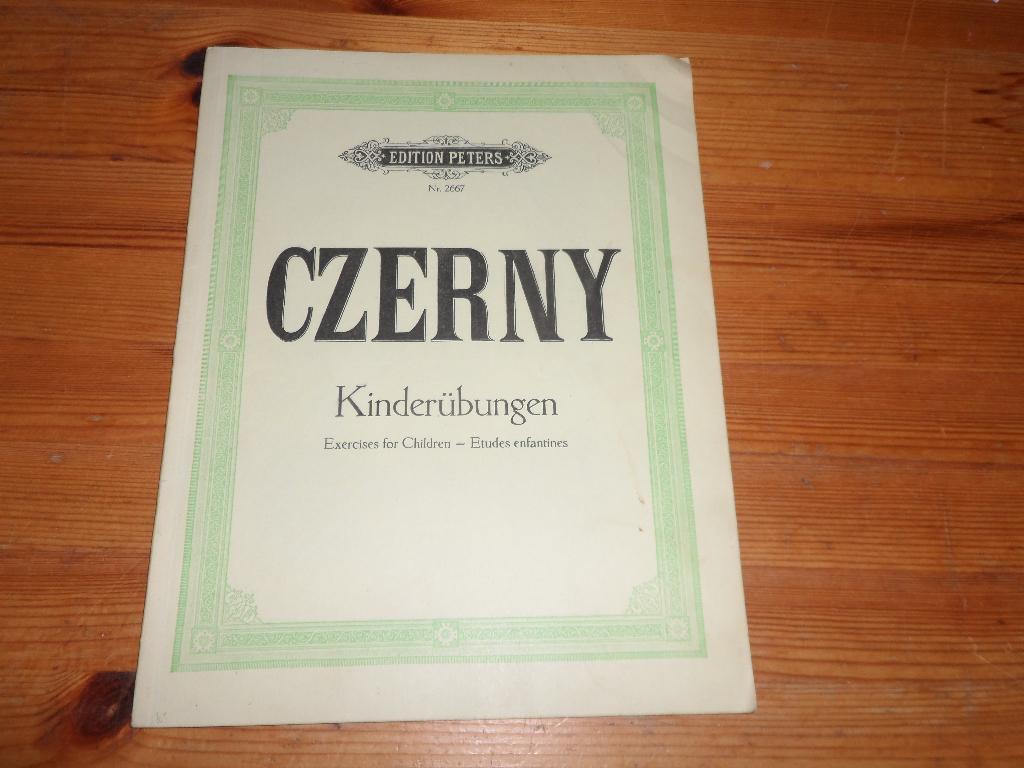 EDITION PETERS
Nr. 2667
CZERNY
Kinderübungen
Exercises for Children – Etudes enfantines